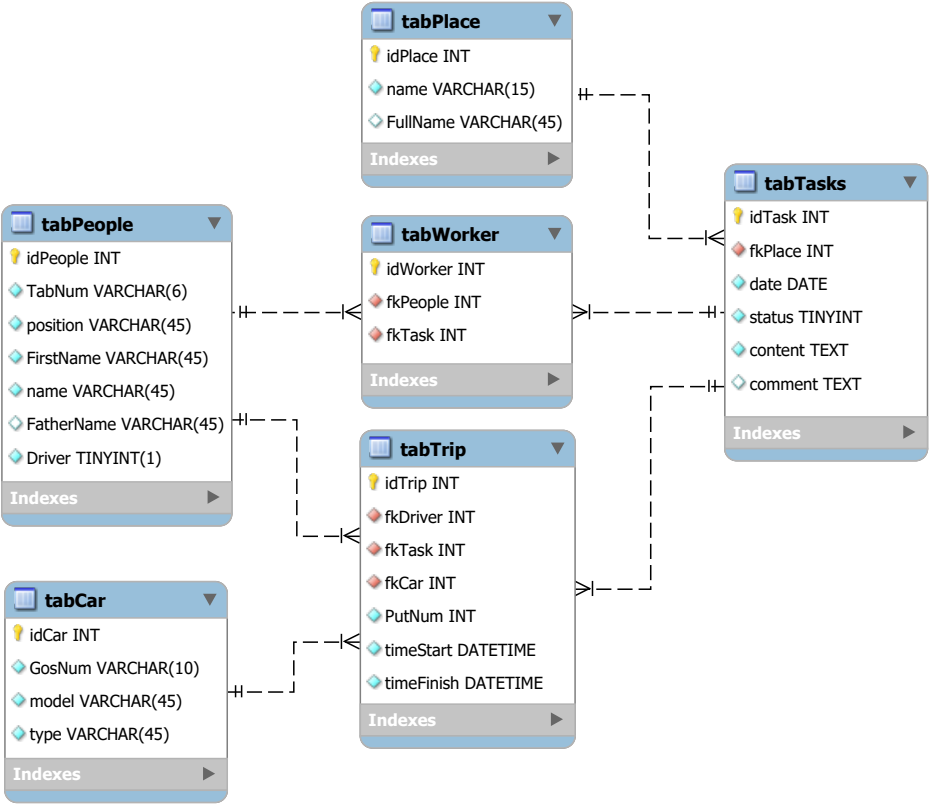 tabPlace
idPlace INT
name VARCHAR(15)
FullName VARCHAR(45)
Indexes
tabPeople
idPeople INT
TabNum VARCHAR(6)
position VARCHAR(45)
FirstName VARCHAR(45)
name VARCHAR(45)
FatherName VARCHAR(45)
Driver TINYINT(1)
Indexes
tabWorker
idWorker INT
fkPeople INT
fkTask INT
Indexes
tabTasks
idTask INT
fkPlace INT
date DATE
status TINYINT
content TEXT
comment TEXT
Indexes
tabTrip
idTrip INT
fkDriver INT
fkTask INT
fkCar INT
PutNum INT
timeStart DATETIME
timeFinish DATETIME
Indexes
tabCar
idCar INT
GosNum VARCHAR(10)
model VARCHAR(45)
type VARCHAR(45)
Indexes